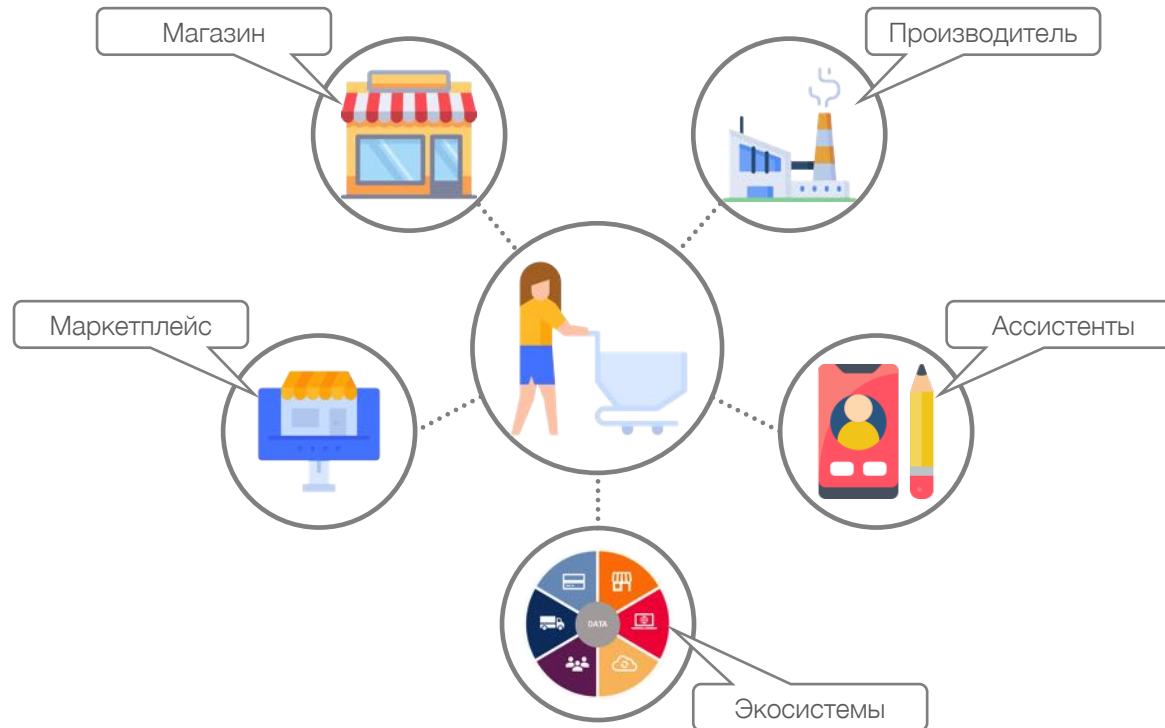 Магазин
Производитель
Маркетплейс
Ассистенты
DATA
Экосистемы